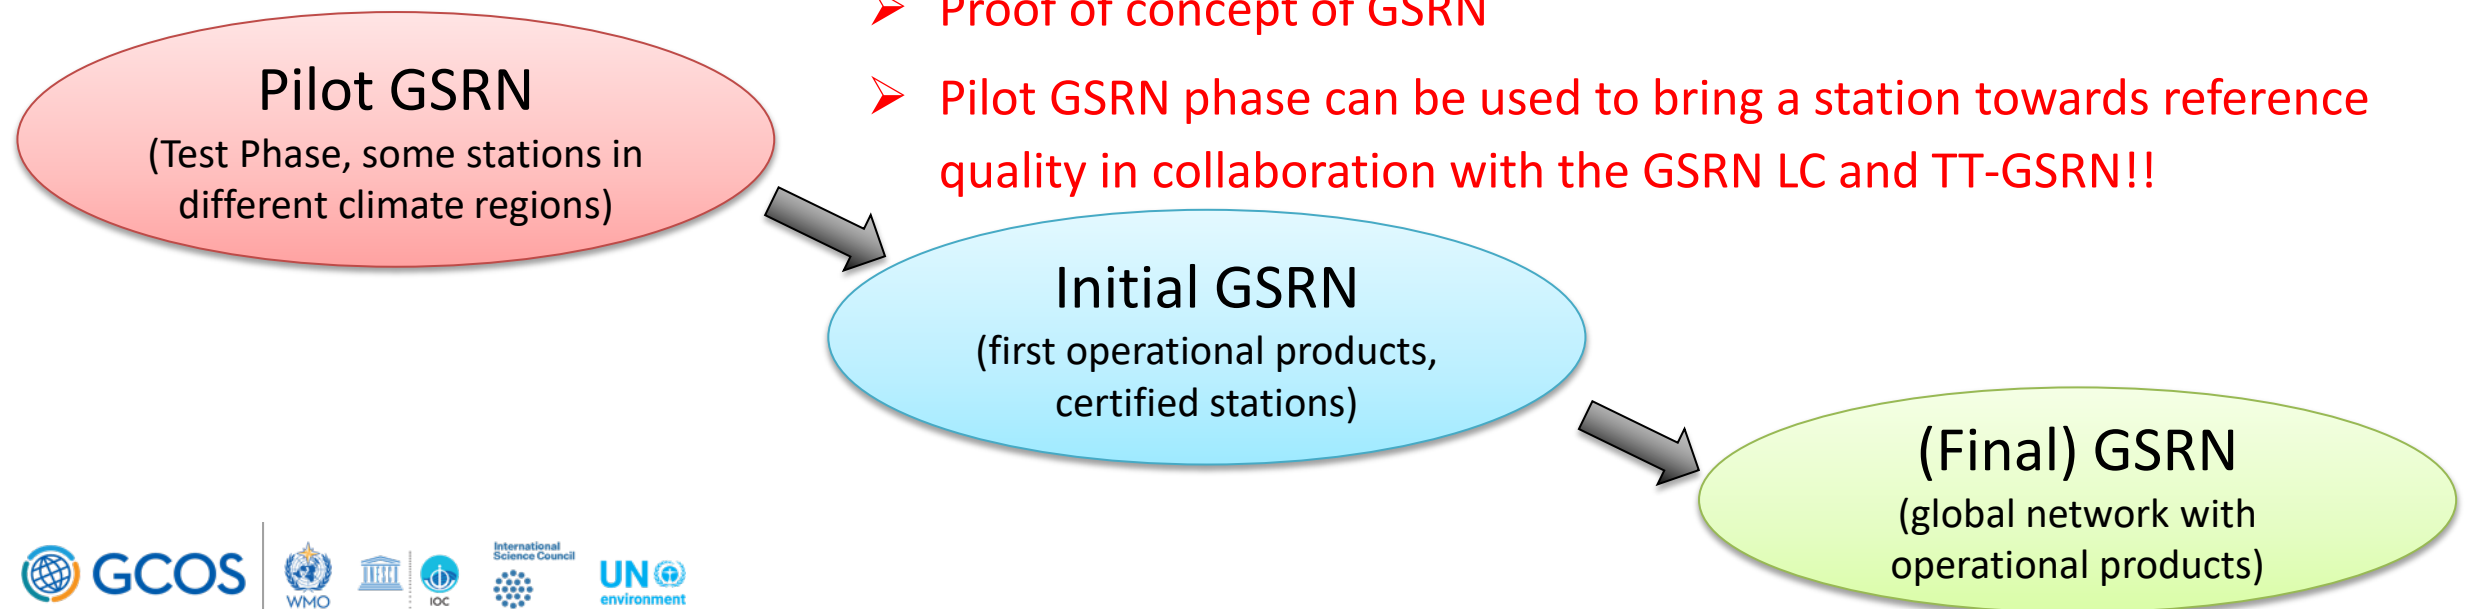 ➢ Proof of concept of GSRN
➢ Pilot GSRN phase can be used to bring a station towards reference
quality in collaboration with the GSRN LC and TT-GSRN!!
Pilot GSRN
(Test Phase, some stations in
different climate regions)
Initial GSRN
(first operational products,
certified stations)
(Final) GSRN
(global network with
operational products)
GCOS
WMO
IOC
International
Science Council
UN
environment